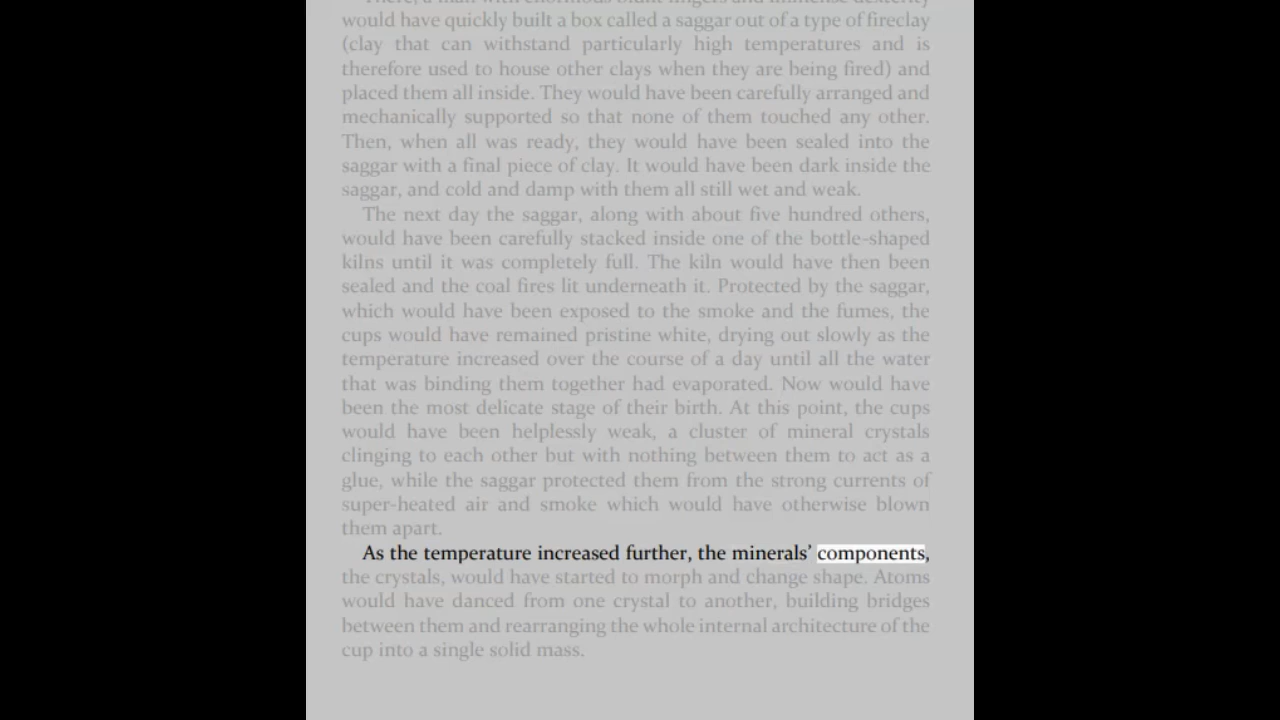 There, a man with enormous blunt fingers and immense dexterity
would have quickly built a box called a saggar out of a type of fireclay
(clay that can withstand particularly high temperatures and is
therefore used to house other clays when they are being fired) and
placed them all inside. They would have been carefully arranged and
mechanically supported so that none of them touched any other.
Then, when all was ready, they would have been sealed into the
saggar with a final piece of clay. It would have been dark inside the
saggar, and cold and damp with them all still wet and weak.
The next day the saggar, along with about five hundred others,
would have been carefully stacked inside one of the bottle-shaped
kilns until it was completely full. The kiln would have then been
sealed and the coal fires lit underneath it. Protected by the saggar,
which would have been exposed to the smoke and the fumes, the
cups would have remained pristine white, drying out slowly as the
temperature increased over the course of a day until all the water
that was binding them together had evaporated. Now would have
been the most delicate stage of their birth. At this point, the cups
would have been helplessly weak, a cluster of mineral crystals
clinging to each other but with nothing between them to act as a
glue, while the saggar protected them from the strong currents of
super-heated air and smoke which would have otherwise blown
them apart.
As the temperature increased further, the minerals’ components,
the crystals, would have started to morph and change shape. Atoms
would have danced from one crystal to another, building bridges
between them and rearranging the whole internal architecture of the
cup into a single solid mass.